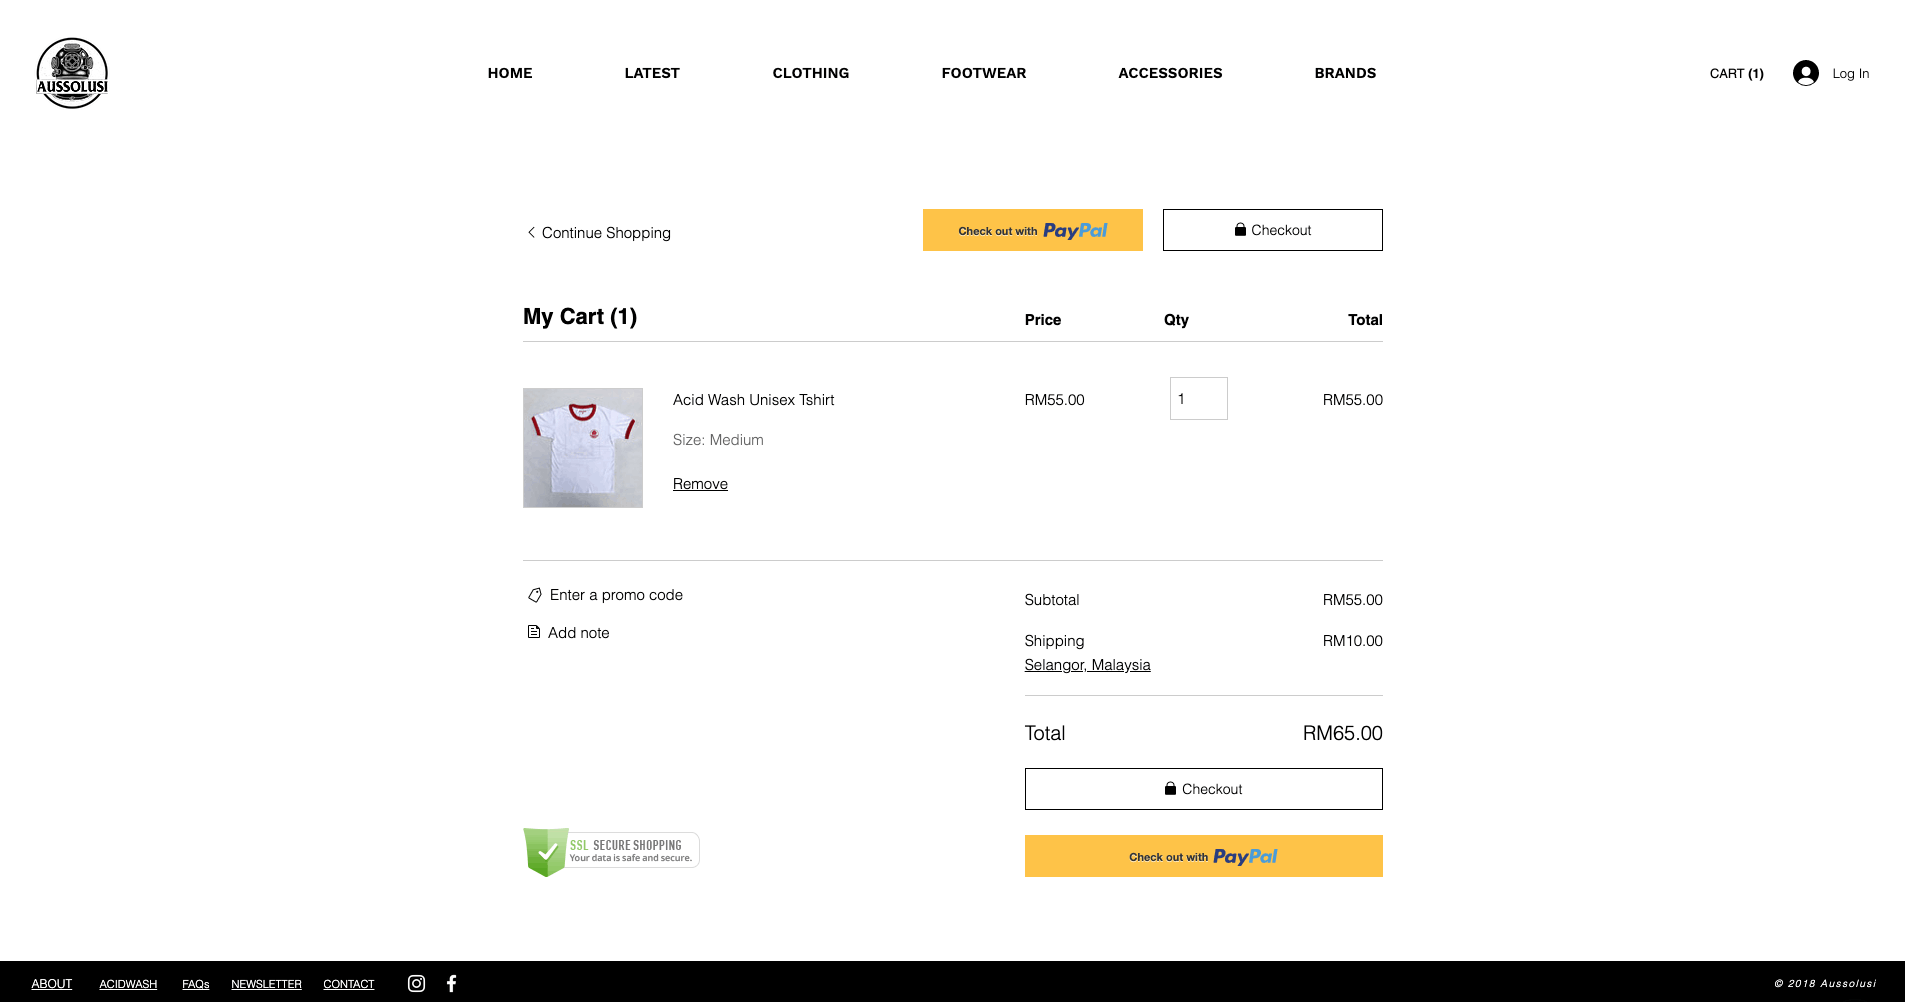 AUSSOLUSI
HOME
LATEST
CLOTHING
FOOTWEAR
ACCESSORIES
BRANDS
CART (1)
Log In
Continue Shopping
Check out with PayPal
Checkout
My Cart (1)
Price
Qty
Total
Acid Wash Unisex Tshirt
RM55.00
1
RM55.00
Size: Medium
Remove
Enter a promo code
Add note
Subtotal
RM55.00
Shipping
RM10.00
Selangor, Malaysia
Total
RM65.00
Checkout
Check out with PayPal
SSL SECURE SHOPPING
Your data is safe and secure.
ABOUT
ACIDWASH
FAQs
NEWSLETTER
CONTACT
© 2018 Aussolusi